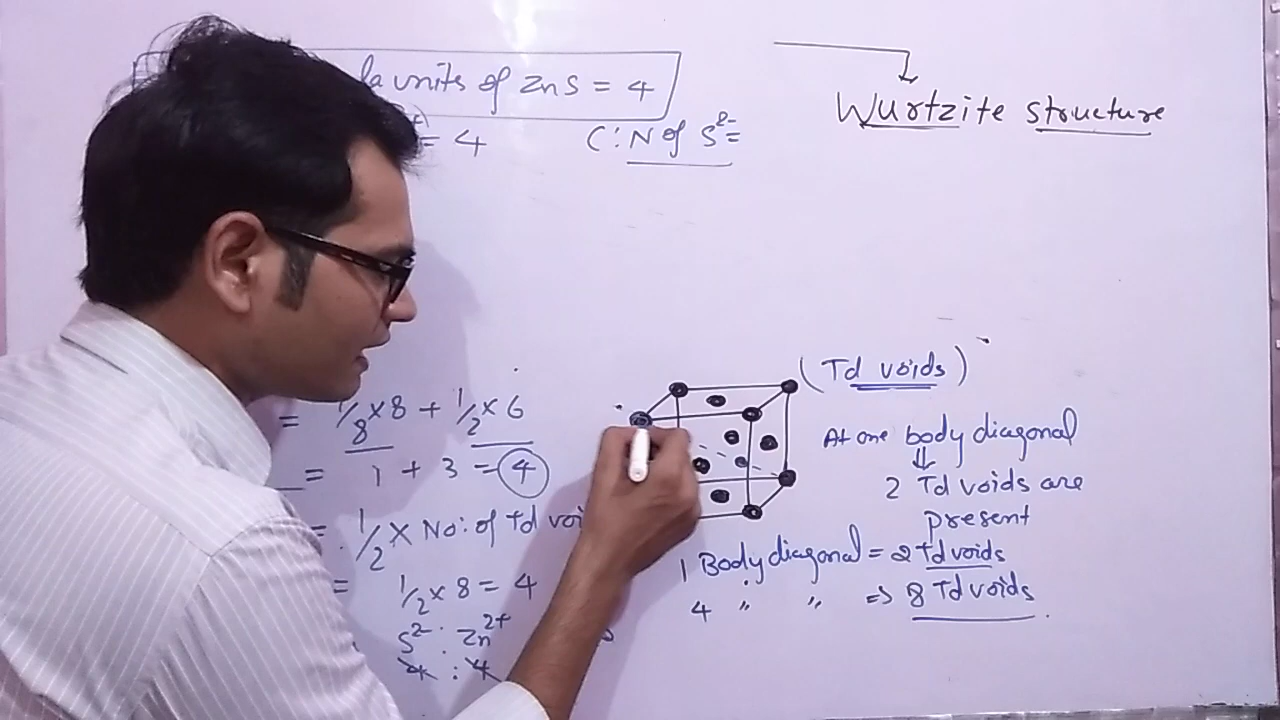 la units of ZnS = 4
= 4
C:N of S²⁻ =
Wurtzite structure
= 1/8 x 8 + 1/2 x 6
= 1 + 3 = 4
= 1/2 x No: of Td voi
= 1/2 x 8 = 4
S²⁻ : Zn²⁺
4 : 4
(Td voids)
At one body diagonal
2 Td voids are
present
1 Body diagonal = 2 Td voids
4 " " => 8 Td voids